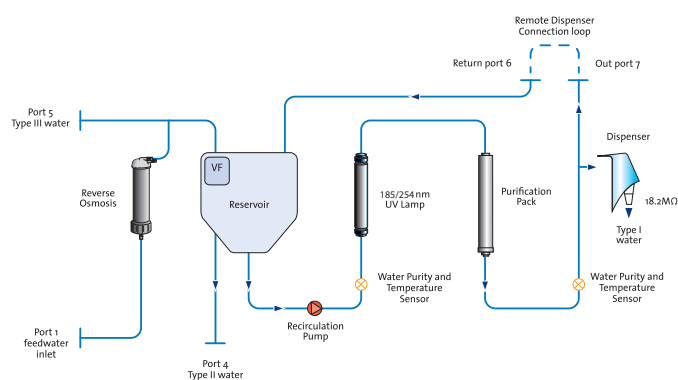 Remote Dispenser
Connection loop
Return port 6
Out port 7
Port 5
Type III water
Dispenser
VF
Reverse
Osmosis
Reservoir
185/254nm
UV Lamp
Purification
Pack
18.2MΩ
Type I
water
Water Purity and
Temperature
Sensor
Water Purity and
Temperature
Sensor
Recirculation
Pump
Port 1
feedwater
inlet
Port 4
Type II water